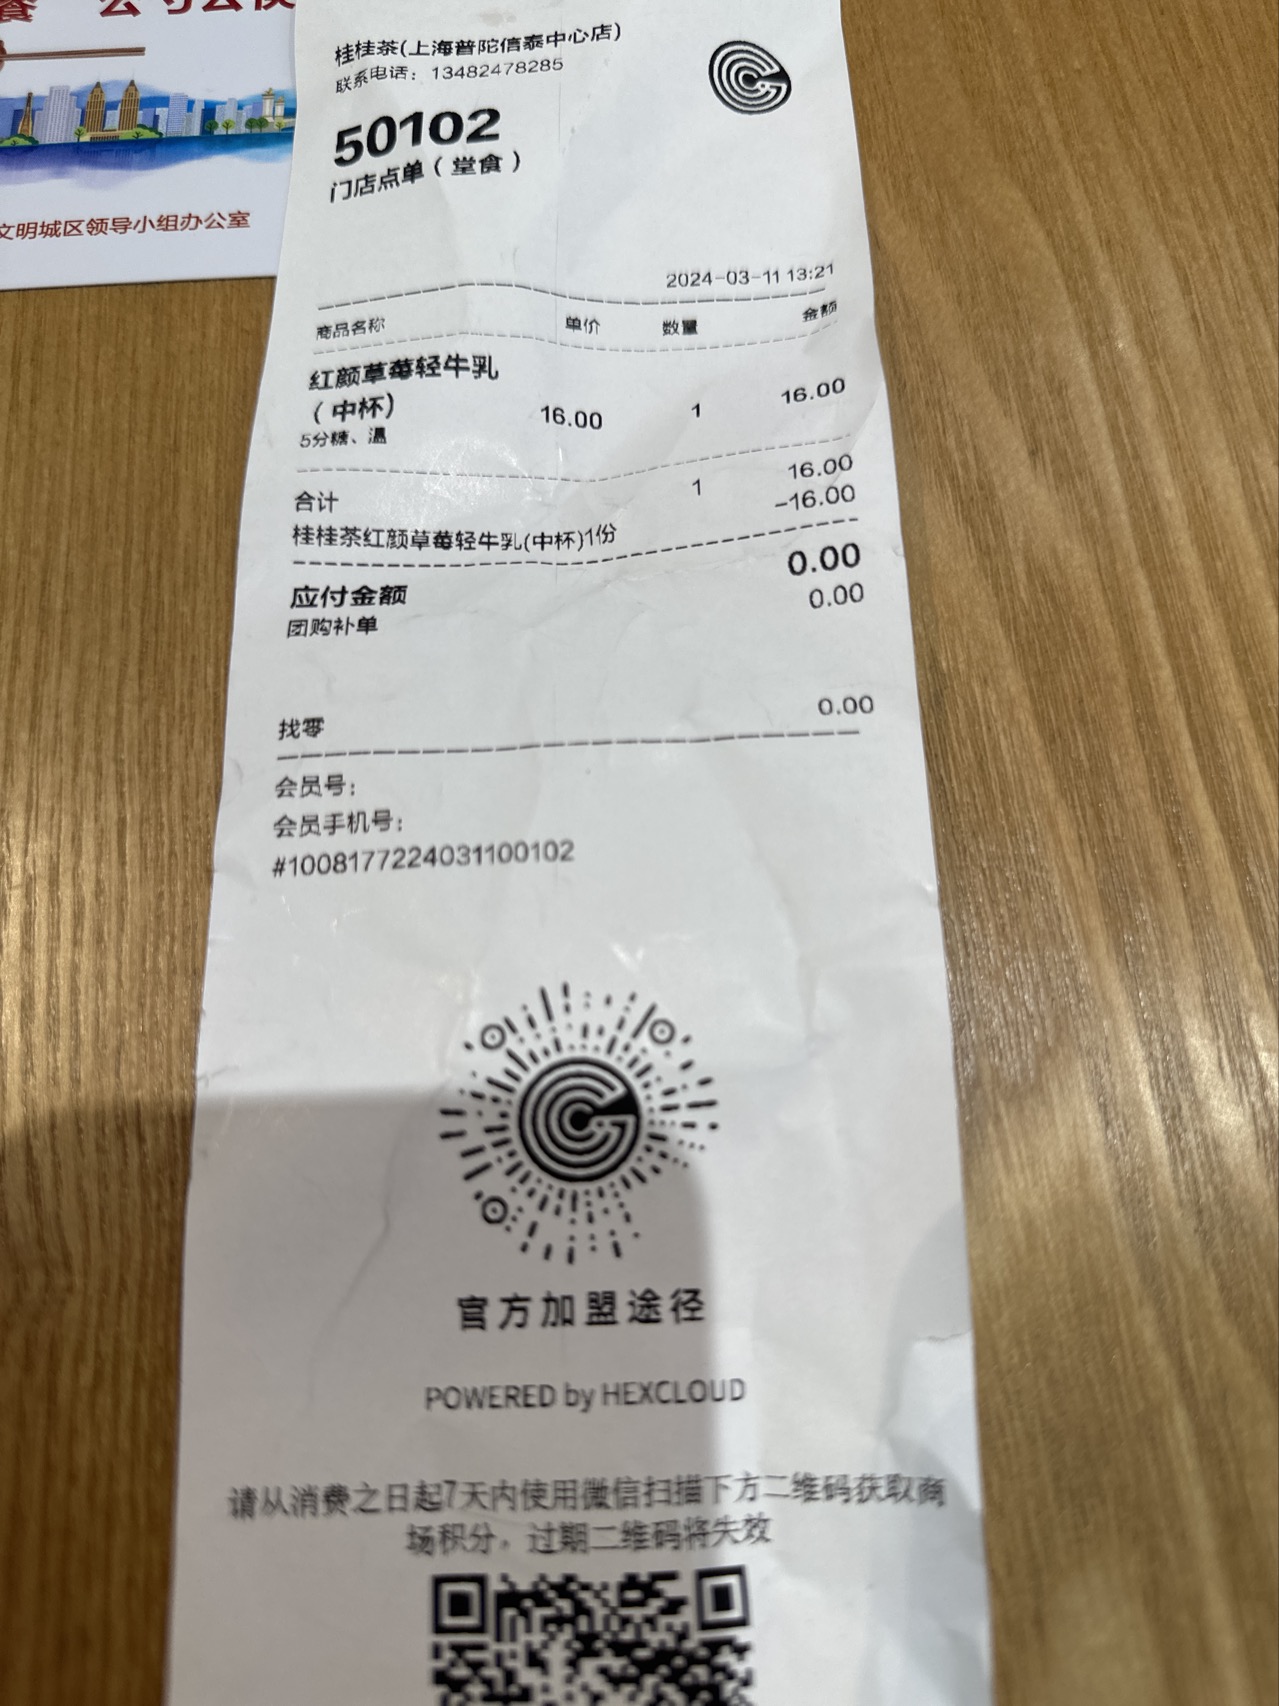 文明城区领导小组办公室
桂桂茶(上海普陀信泰中心店)
联系电话：13482478285
50102
门店点单（堂食）
2024-03-11 13:21
商品名称 单价 数量 金额
红颜草莓轻牛乳
（中杯） 16.00 1 16.00
5分糖、温
合计 1 16.00
桂桂茶红颜草莓轻牛乳(中杯)1份 -16.00
应付金额 0.00
团购补单 0.00
找零 0.00
会员号：
会员手机号：
#1008177224031100102
官方加盟途径
POWERED by HEXCLOUD
请从消费之日起7天内使用微信扫描下方二维码获取商
场积分，过期二维码将失效